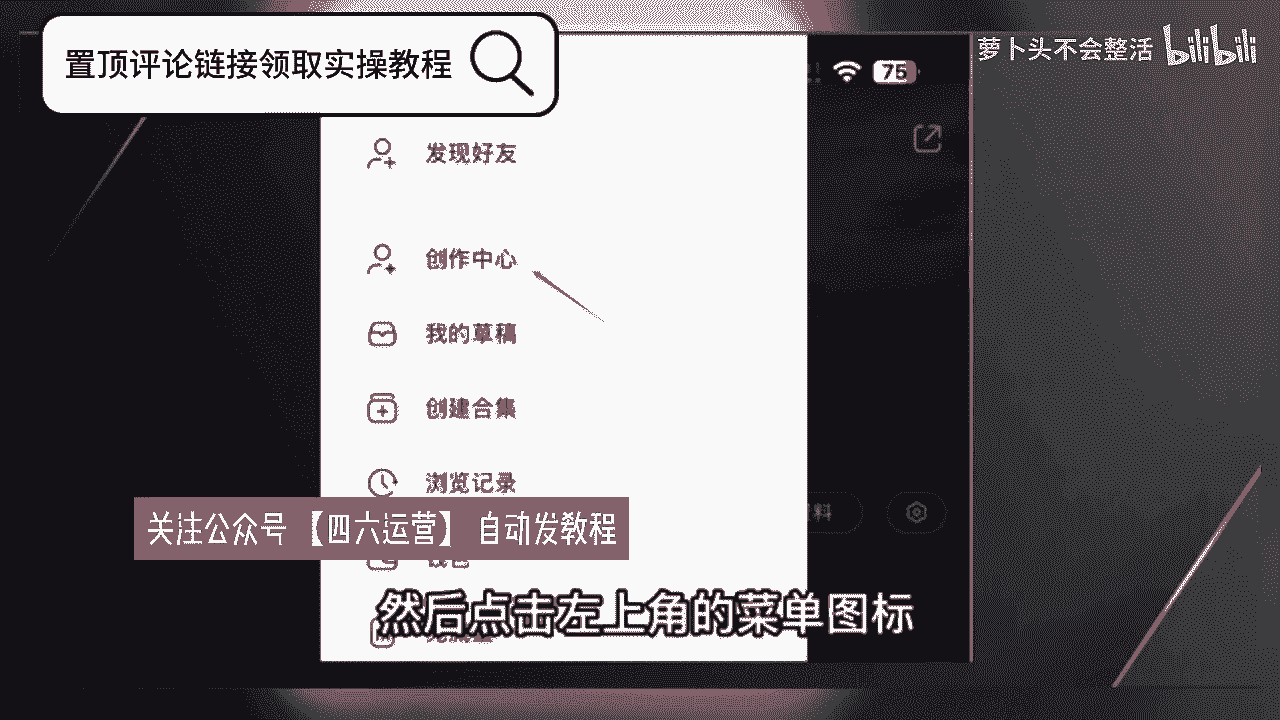 置顶评论链接领取实操教程
萝卜头不会整活 bilibili
75
发现好友
创作中心
我的草稿
创建合集
浏览记录
料
关注公众号 【四六运营】 自动发教程
然后点击左上角的菜单图标